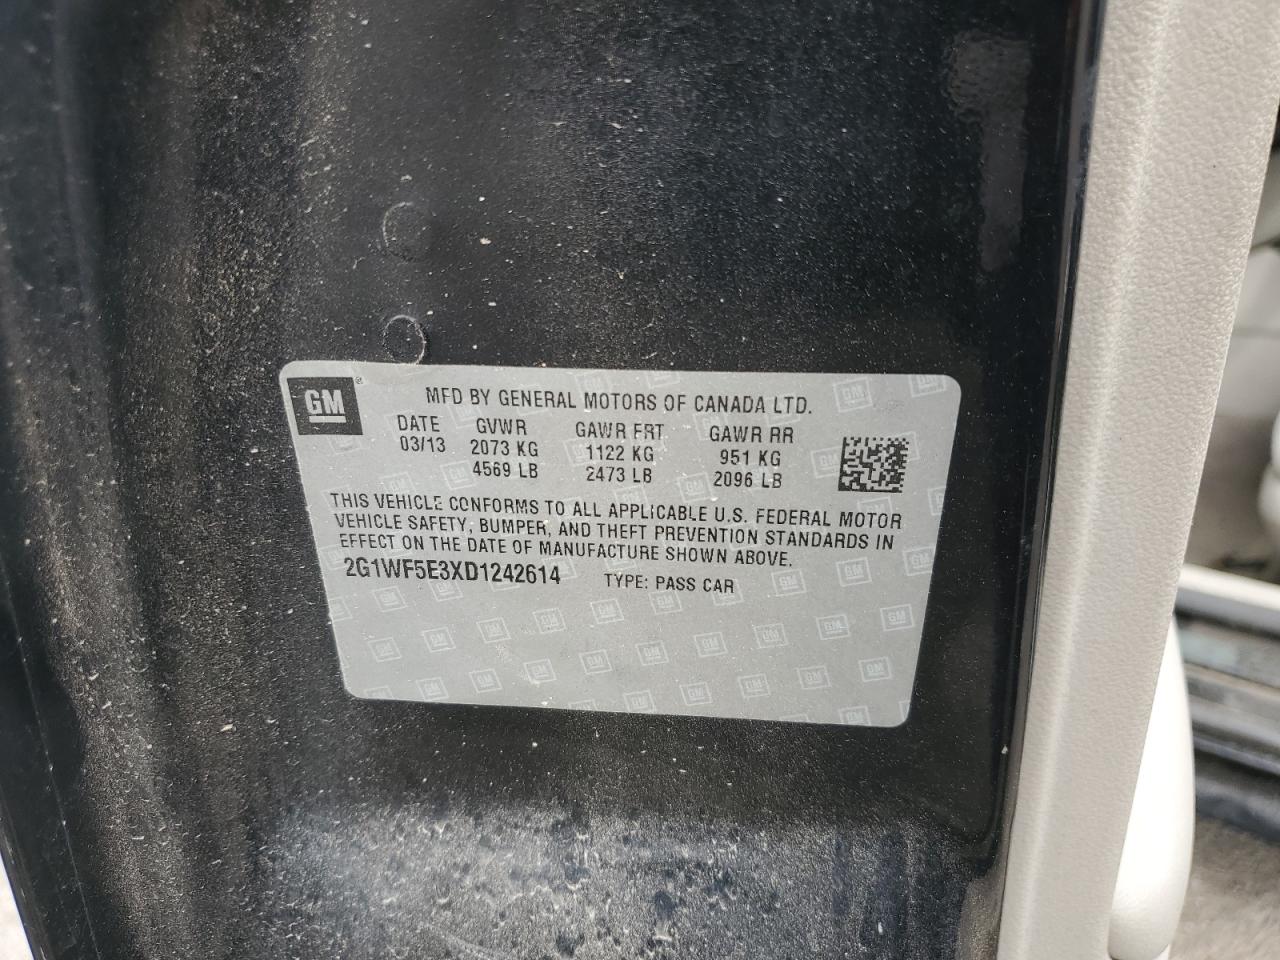 GM
MFD BY GENERAL MOTORS OF CANADA LTD.
DATE GVWR GAWR FRT GAWR RR
03/13 2073 KG 1122 KG 951 KG
4569 LB 2473 LB 2096 LB
THIS VEHICLE CONFORMS TO ALL APPLICABLE U.S. FEDERAL MOTOR
VEHICLE SAFETY, BUMPER, AND THEFT PREVENTION STANDARDS IN
EFFECT ON THE DATE OF MANUFACTURE SHOWN ABOVE.
2G1WF5E3XD1242614 TYPE: PASS CAR